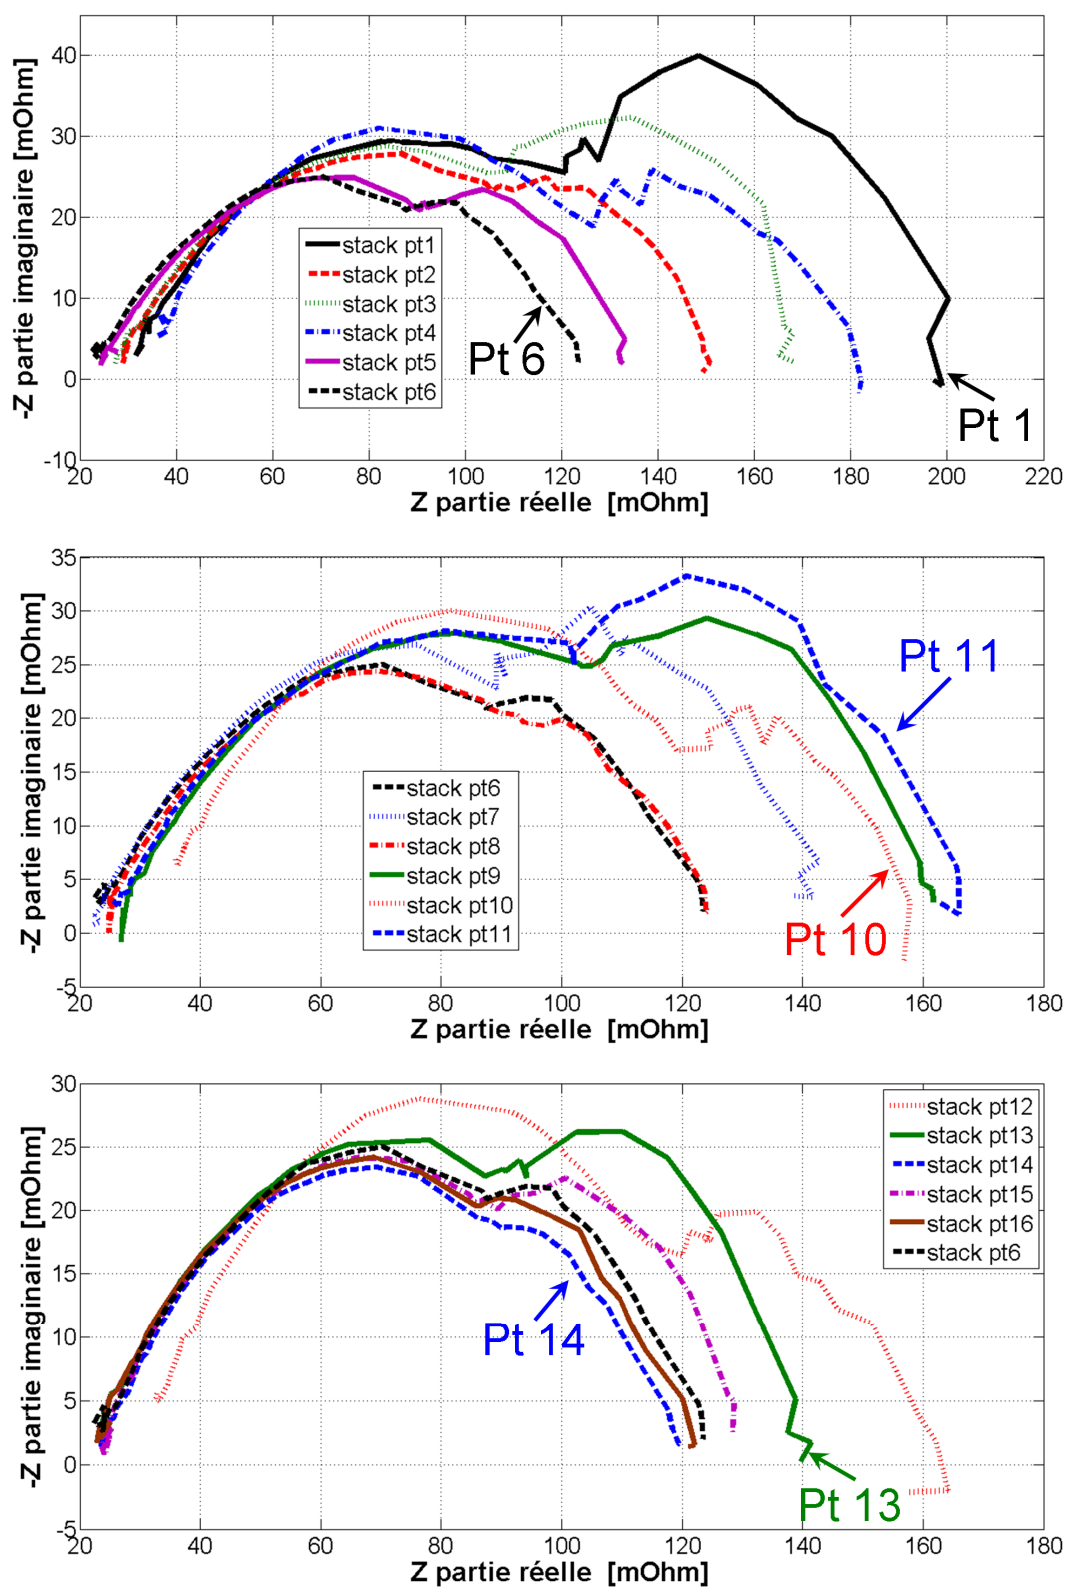 40
30
20
10
0
-10
-Z partie imaginaire [mOhm]
stack pt1
stack pt2
stack pt3
stack pt4
stack pt5
stack pt6
Pt 6
Pt 1
20 40 60 80 100 120 140 160 180 200 220
Z partie réelle [mOhm]
35
30
25
20
15
10
5
0
-5
-Z partie imaginaire [mOhm]
stack pt6
stack pt7
stack pt8
stack pt9
stack pt10
stack pt11
Pt 11
Pt 10
20 40 60 80 100 120 140 160 180
Z partie réelle [mOhm]
30
25
20
15
10
5
0
-5
-Z partie imaginaire [mOhm]
stack pt12
stack pt13
stack pt14
stack pt15
stack pt16
stack pt6
Pt 14
Pt 13
20 40 60 80 100 120 140 160 180
Z partie réelle [mOhm]